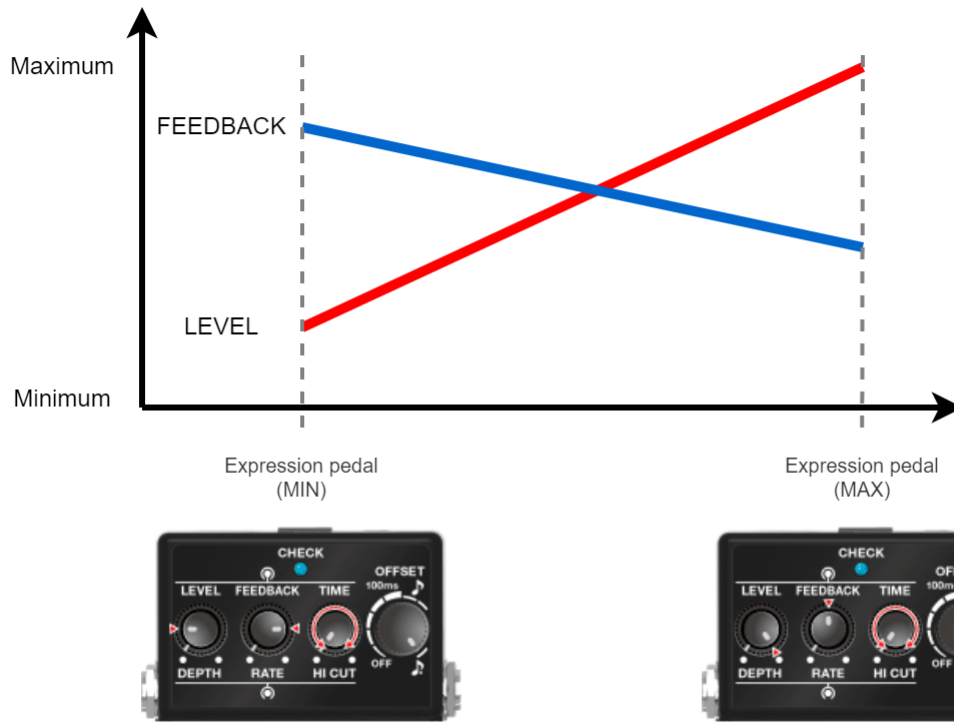 Maximum
FEEDBACK
LEVEL
Minimum
Expression pedal
(MIN)
Expression pedal
(MAX)
CHECK
OFFSET
100ms
LEVEL FEEDBACK TIME
OFF
DEPTH RATE HI CUT
CHECK
100ms
LEVEL FEEDBACK TIME
OFF
DEPTH RATE HI CUT